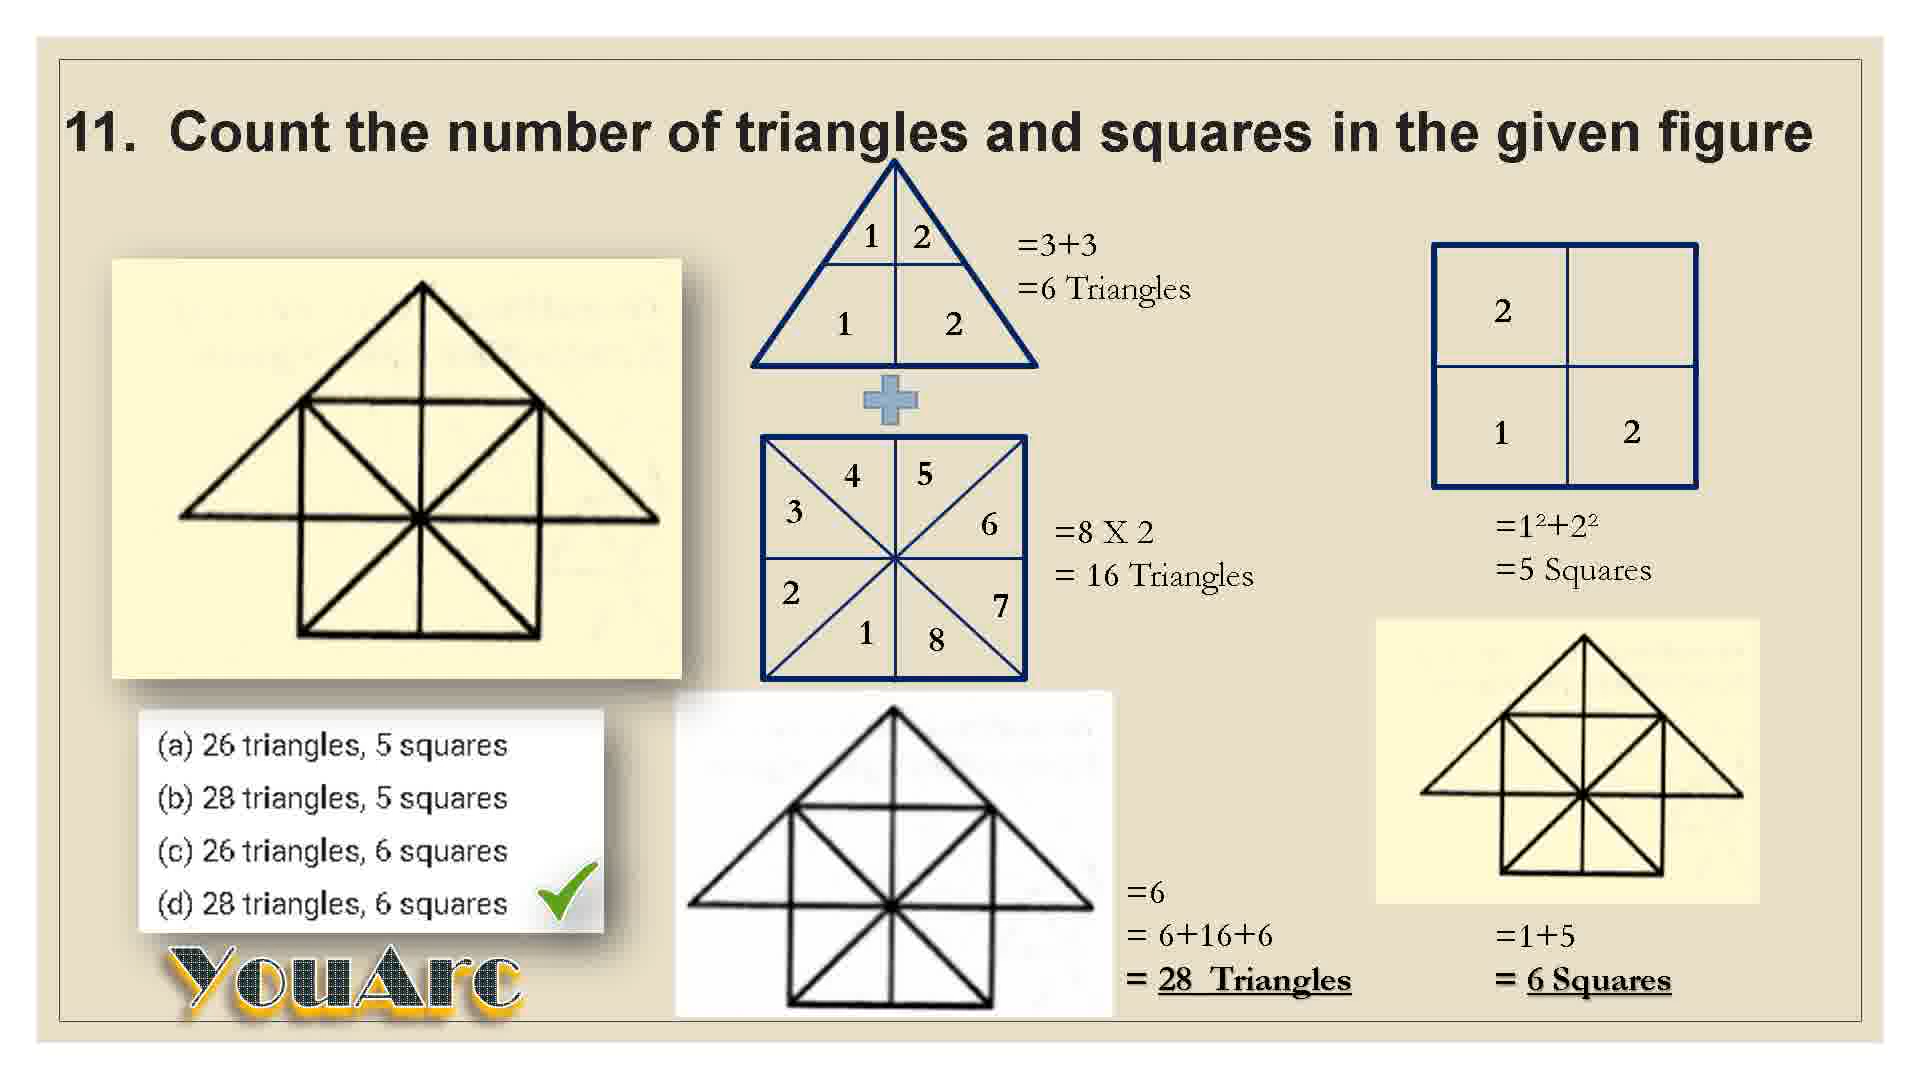 11. Count the number of triangles and squares in the given figure
1 2
1 2
=3+3
=6 Triangles
4 5
3 6
2 7
1 8
=8 X 2
= 16 Triangles
2
1 2
=1²+2²
=5 Squares
(a) 26 triangles, 5 squares
(b) 28 triangles, 5 squares
(c) 26 triangles, 6 squares
(d) 28 triangles, 6 squares
YouArc
=6
= 6+16+6
= 28 Triangles
=1+5
= 6 Squares